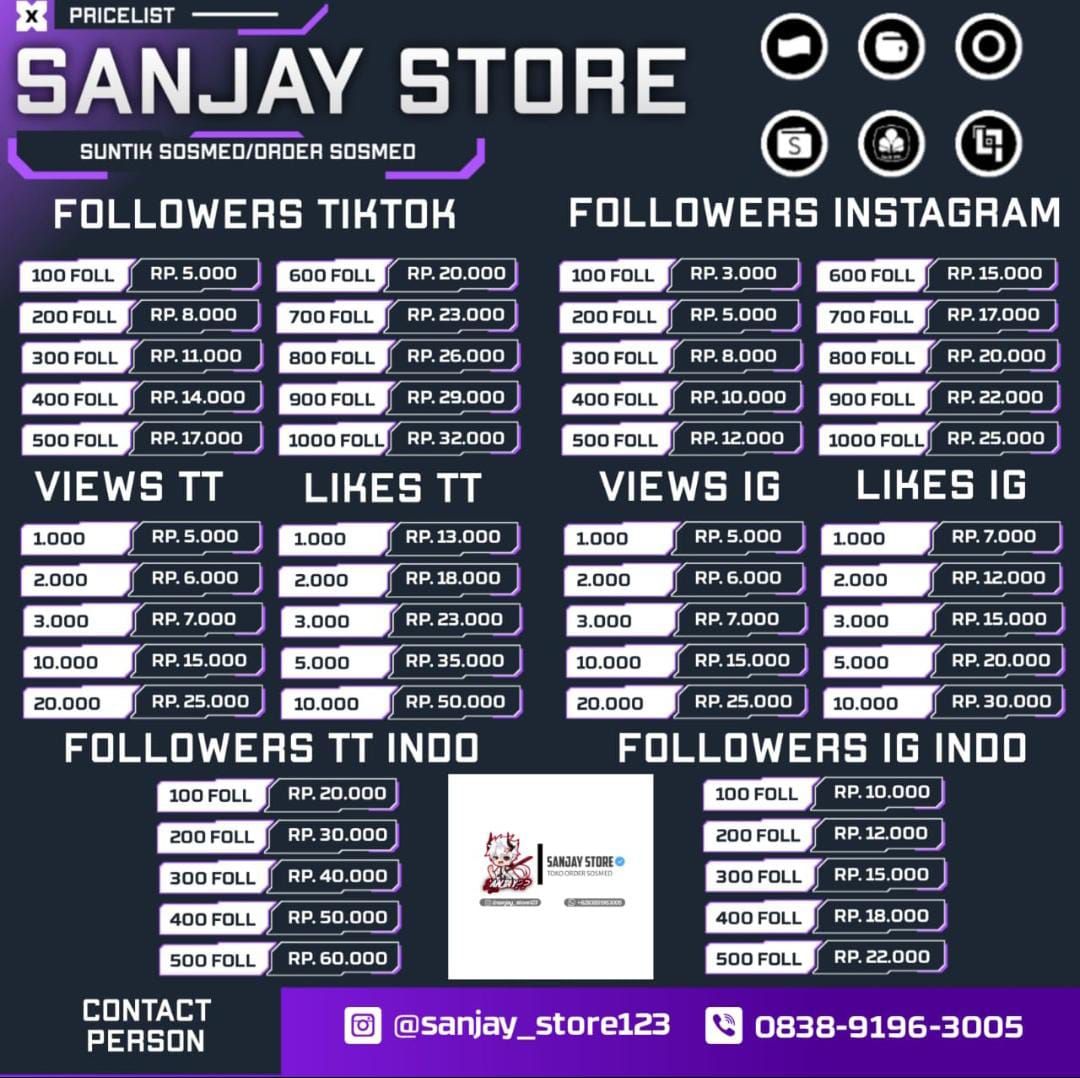 PRICELIST
SANJAY STORE
SUNTIK SOSMED/ORDER SOSMED
FOLLOWERS TIKTOK
100 FOLL RP. 5.000
200 FOLL RP. 8.000
300 FOLL RP. 11.000
400 FOLL RP. 14.000
500 FOLL RP. 17.000
600 FOLL RP. 20.000
700 FOLL RP. 23.000
800 FOLL RP. 26.000
900 FOLL RP. 29.000
1000 FOLL RP. 32.000
FOLLOWERS INSTAGRAM
100 FOLL RP. 3.000
200 FOLL RP. 5.000
300 FOLL RP. 8.000
400 FOLL RP. 10.000
500 FOLL RP. 12.000
600 FOLL RP. 15.000
700 FOLL RP. 17.000
800 FOLL RP. 20.000
900 FOLL RP. 22.000
1000 FOLL RP. 25.000
VIEWS TT
1.000 RP. 5.000
2.000 RP. 6.000
3.000 RP. 7.000
10.000 RP. 15.000
20.000 RP. 25.000
LIKES TT
1.000 RP. 13.000
2.000 RP. 18.000
3.000 RP. 23.000
5.000 RP. 35.000
10.000 RP. 50.000
VIEWS IG
1.000 RP. 5.000
2.000 RP. 6.000
3.000 RP. 7.000
10.000 RP. 15.000
20.000 RP. 25.000
LIKES IG
1.000 RP. 7.000
2.000 RP. 12.000
3.000 RP. 15.000
5.000 RP. 20.000
10.000 RP. 30.000
FOLLOWERS TT INDO
100 FOLL RP. 20.000
200 FOLL RP. 30.000
300 FOLL RP. 40.000
400 FOLL RP. 50.000
500 FOLL RP. 60.000
SANJAY STORE
TOKO ORDER SOSMED
@sanjay_store123
+6283891963005
FOLLOWERS IG INDO
100 FOLL RP. 10.000
200 FOLL RP. 12.000
300 FOLL RP. 15.000
400 FOLL RP. 18.000
500 FOLL RP. 22.000
CONTACT
PERSON
@sanjay_store123
0838-9196-3005